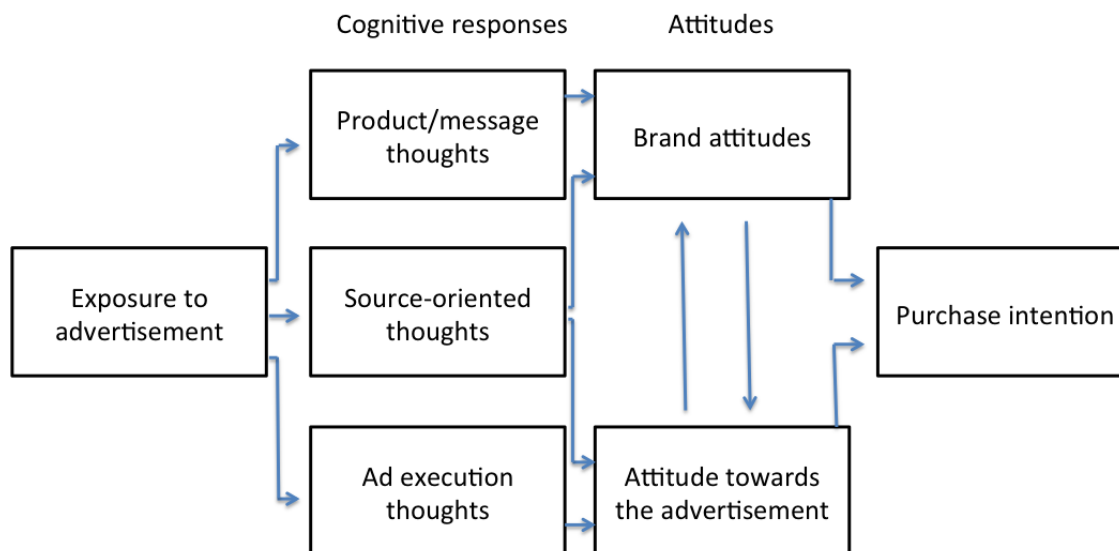 Cognitive responses
Attitudes
Product/message
thoughts
Brand attitudes
Exposure to
advertisement
Source-oriented
thoughts
Purchase intention
Ad execution
thoughts
Attitude towards
the advertisement